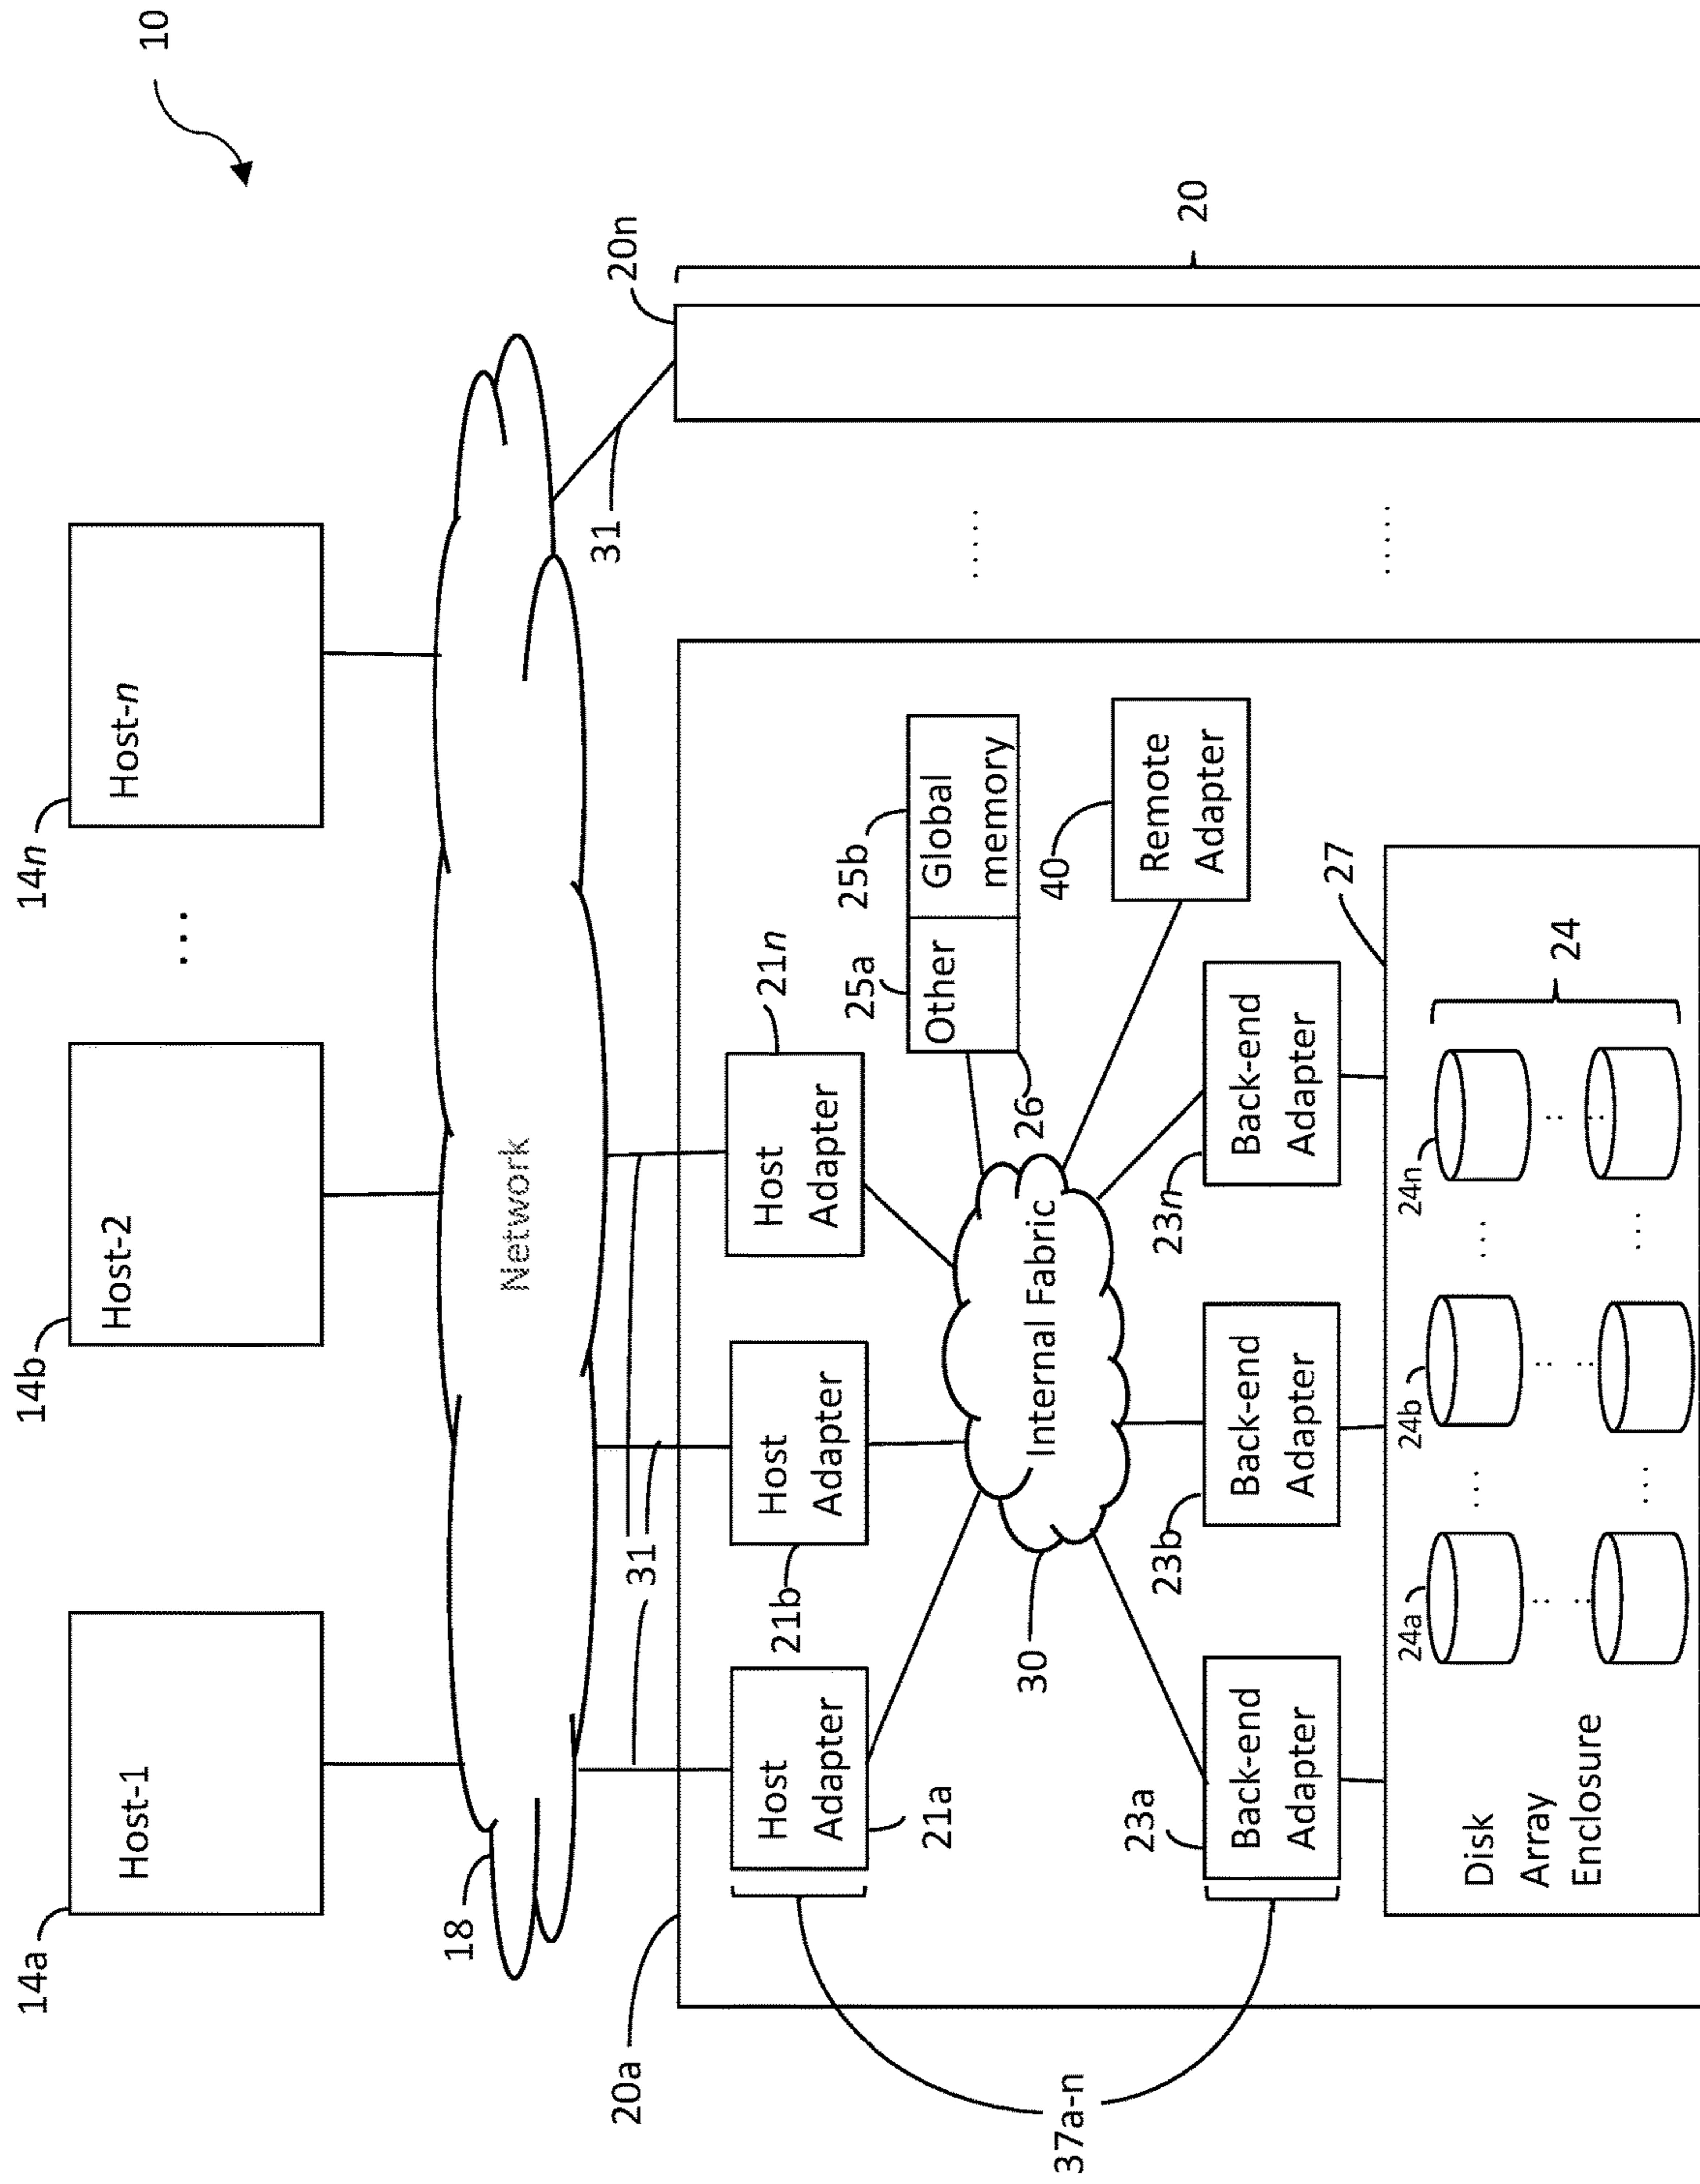 10
14a
14b
...
14n
Host-1
Host-2
Host-n
18
Network
31
31
20a
20n
20
Host
Adapter
Host
Adapter
Host
Adapter
21a
21b
21n
25a
25b
Other
Global
memory
26
30
Internal Fabric
40
Remote
Adapter
.....
.....
37a-n
23a
23b
23n
Back-end
Adapter
Back-end
Adapter
Back-end
Adapter
27
24a
24b
24n
...
...
...
...
24
Disk
Array
Enclosure